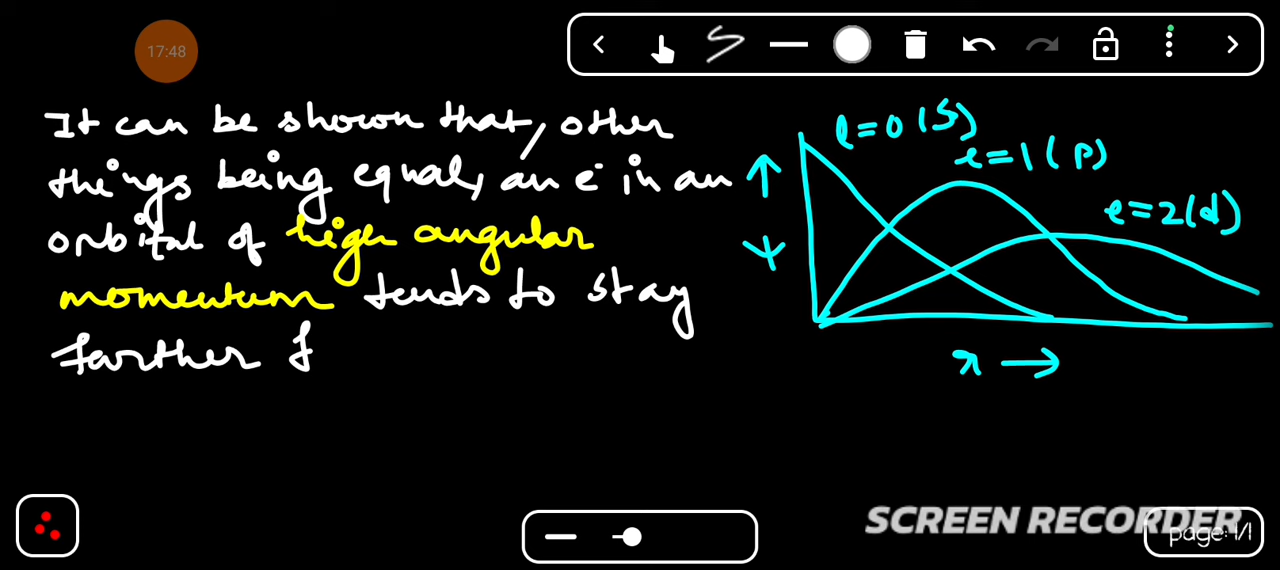 17:48
It can be shown that, other
things being equal, an e⁻ in an
orbital of high angular
momentum tends to stay
farther f
l=0(S)
l=1(p)
l=2(d)
↑
ψ
r →
SCREEN RECORDER
page:1/1